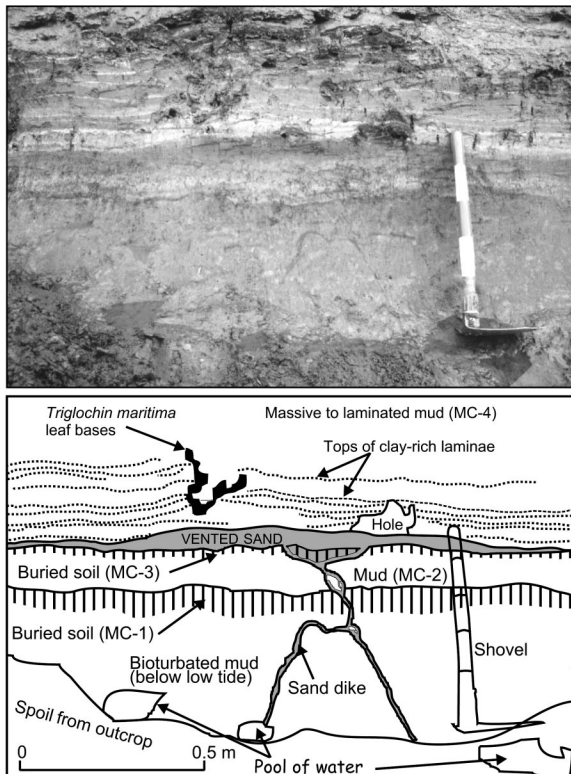 Triglochin maritima
leaf bases
Massive to laminated mud (MC-4)
Tops of clay-rich laminae
Hole
VENTED SAND
Buried soil (MC-3)
Mud (MC-2)
Buried soil (MC-1)
Shovel
Bioturbated mud
(below low tide)
Sand dike
Spoil from outcrop
0
0.5 m
Pool of water